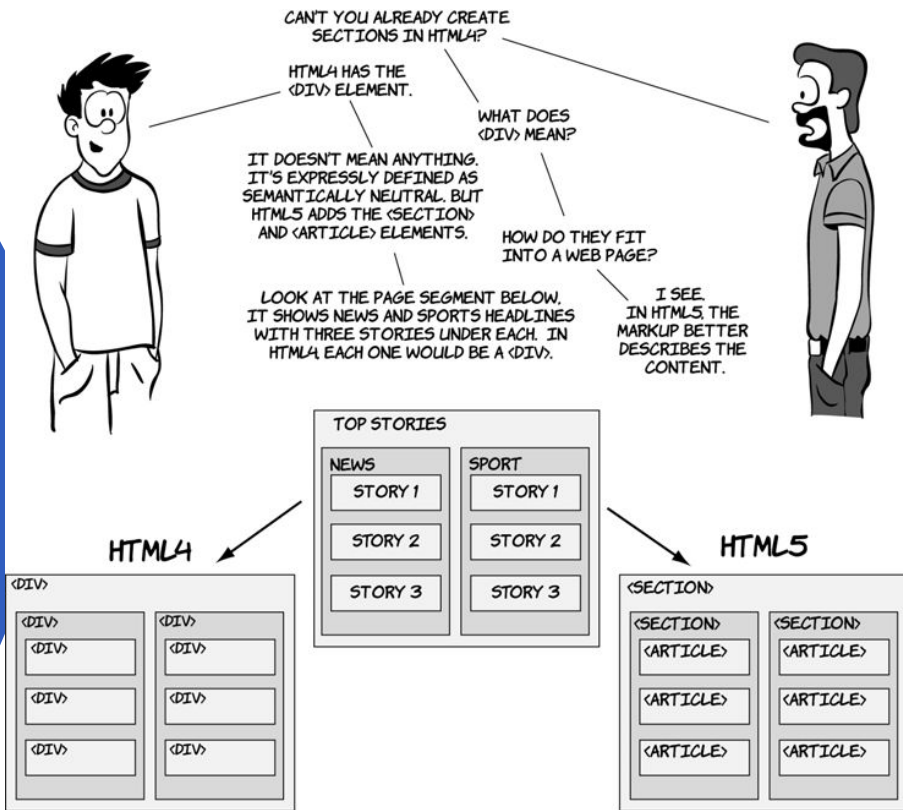 CAN'T YOU ALREADY CREATE
SECTIONS IN HTML4?
HTML4 HAS THE
<DIV> ELEMENT.
WHAT DOES
<DIV> MEAN?
IT DOESN'T MEAN ANYTHING.
IT'S EXPRESSLY DEFINED AS
SEMANTICALLY NEUTRAL. BUT
HTML5 ADDS THE <SECTION>
AND <ARTICLE> ELEMENTS.
HOW DO THEY FIT
INTO A WEB PAGE?
LOOK AT THE PAGE SEGMENT BELOW.
IT SHOWS NEWS AND SPORTS HEADLINES
WITH THREE STORIES UNDER EACH. IN
HTML4, EACH ONE WOULD BE A <DIV>.
I SEE.
IN HTML5, THE
MARKUP BETTER
DESCRIBES THE
CONTENT.
TOP STORIES
NEWS
STORY 1
STORY 2
STORY 3
SPORT
STORY 1
STORY 2
STORY 3
HTML4
<DIV>
<DIV>
<DIV>
<DIV>
<DIV>
<DIV>
<DIV>
<DIV>
<DIV>
HTML5
<SECTION>
<SECTION>
<ARTICLE>
<ARTICLE>
<ARTICLE>
<SECTION>
<ARTICLE>
<ARTICLE>
<ARTICLE>